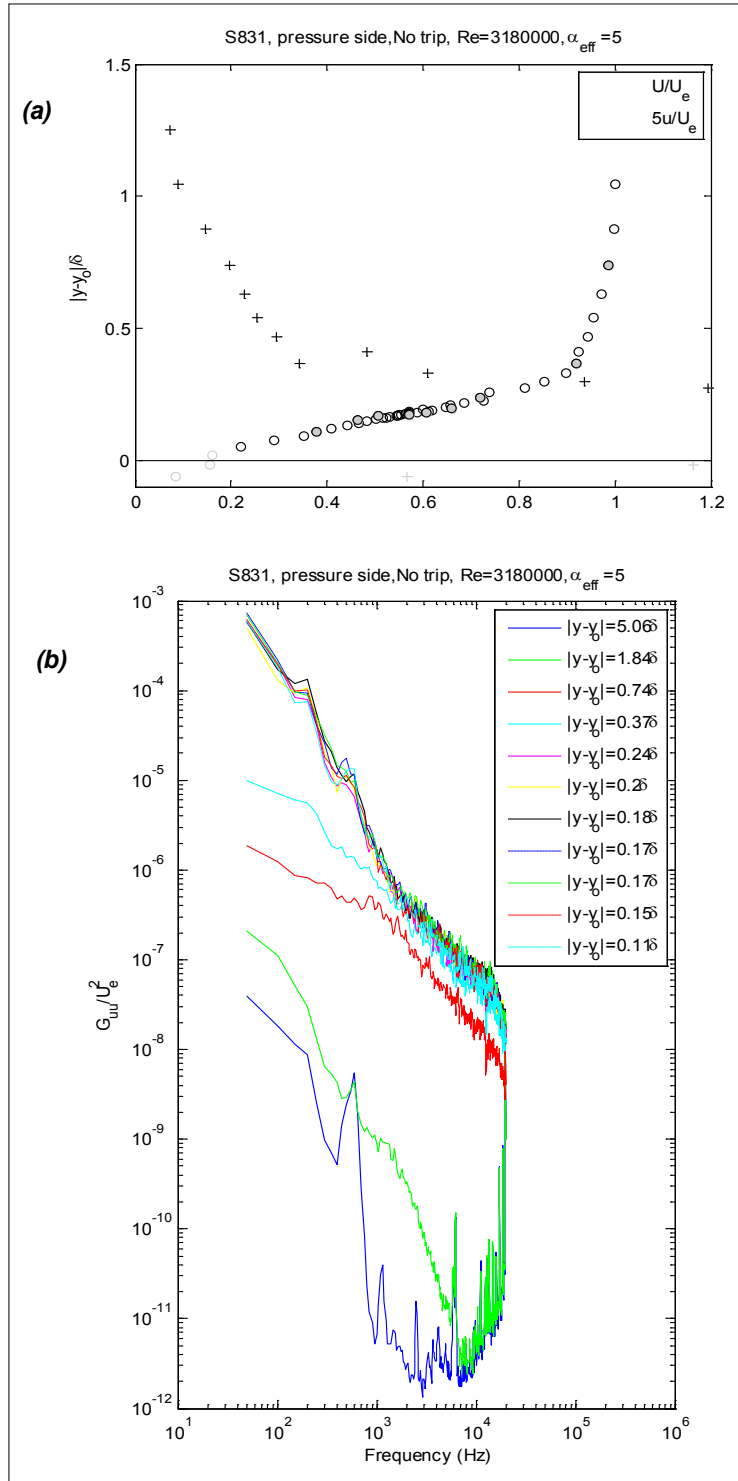 S831, pressure side,No trip, Re=3180000,α_eff =5
(a)
U/U_e
5u/U_e
|y-y_o|/δ
1.5
1
0.5
0
0 0.2 0.4 0.6 0.8 1 1.2
S831, pressure side,No trip, Re=3180000,α_eff =5
(b)
|y-y_o|=5.06δ
|y-y_o|=1.84δ
|y-y_o|=0.74δ
|y-y_o|=0.37δ
|y-y_o|=0.24δ
|y-y_o|=0.2δ
|y-y_o|=0.18δ
|y-y_o|=0.17δ
|y-y_o|=0.17δ
|y-y_o|=0.15δ
|y-y_o|=0.11δ
G_uu/U_e^2
10^-3
10^-4
10^-5
10^-6
10^-7
10^-8
10^-9
10^-10
10^-11
10^-12
10^1 10^2 10^3 10^4 10^5 10^6
Frequency (Hz)